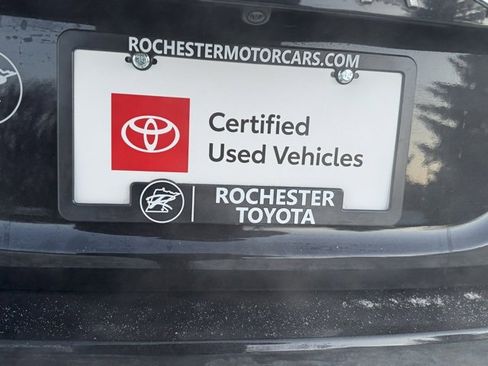 ROCHESTERMOTORCARS.COM
Certified
Used Vehicles
ROCHESTER
TOYOTA